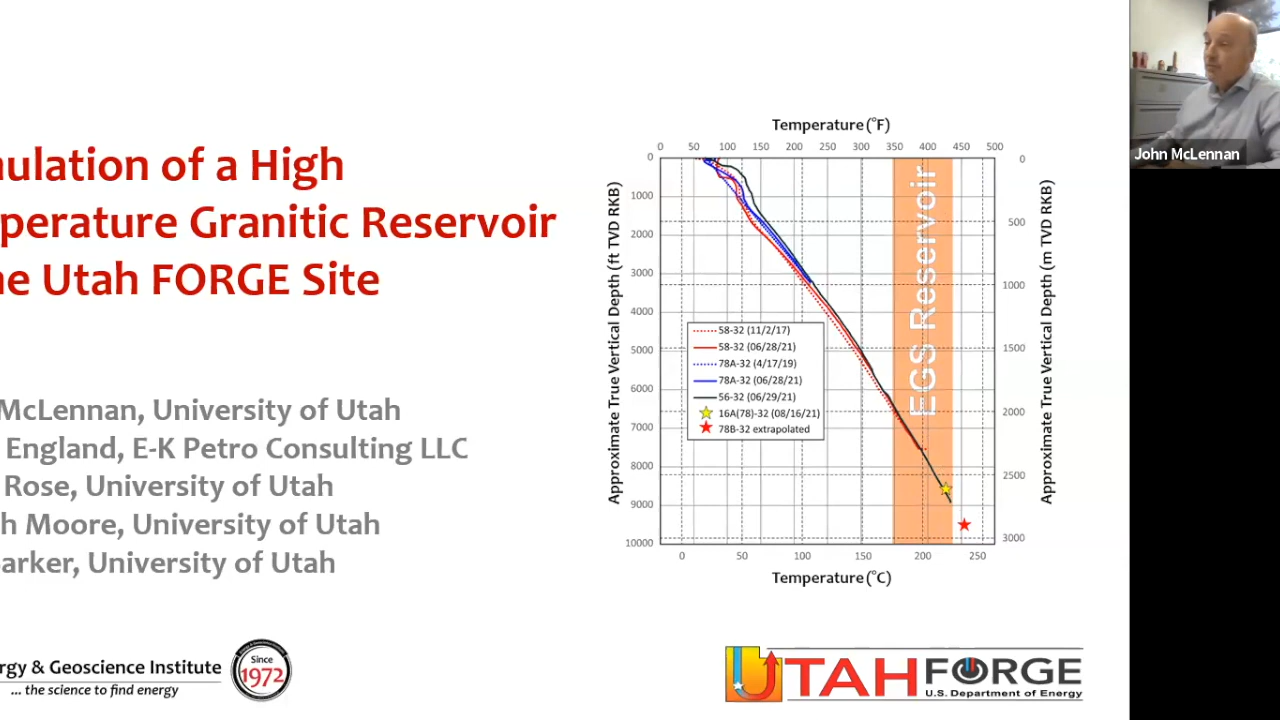 nulation of a High
perature Granitic Reservoir
ne Utah FORGE Site
McLennan, University of Utah
England, E-K Petro Consulting LLC
Rose, University of Utah
h Moore, University of Utah
arker, University of Utah
rgy & Geoscience Institute
... the science to find energy
Since
1972
Temperature (°F)
0 50 100 150 200 250 300 350 400 450 500
Approximate True Vertical Depth (ft TVD RKB)
0
1000
2000
3000
4000
5000
6000
7000
8000
9000
10000
EGS Reservoir
58-32 (11/2/17)
58-32 (06/28/21)
78A-32 (4/17/19)
78A-32 (06/28/21)
56-32 (06/29/21)
16A(78)-32 (08/16/21)
78B-32 extrapolated
0
500
1000
1500
2000
2500
3000
Approximate True Vertical Depth (m TVD RKB)
0 50 100 150 200 250
Temperature (°C)
UTAH FORGE
U.S. Department of Energy
John McLennan